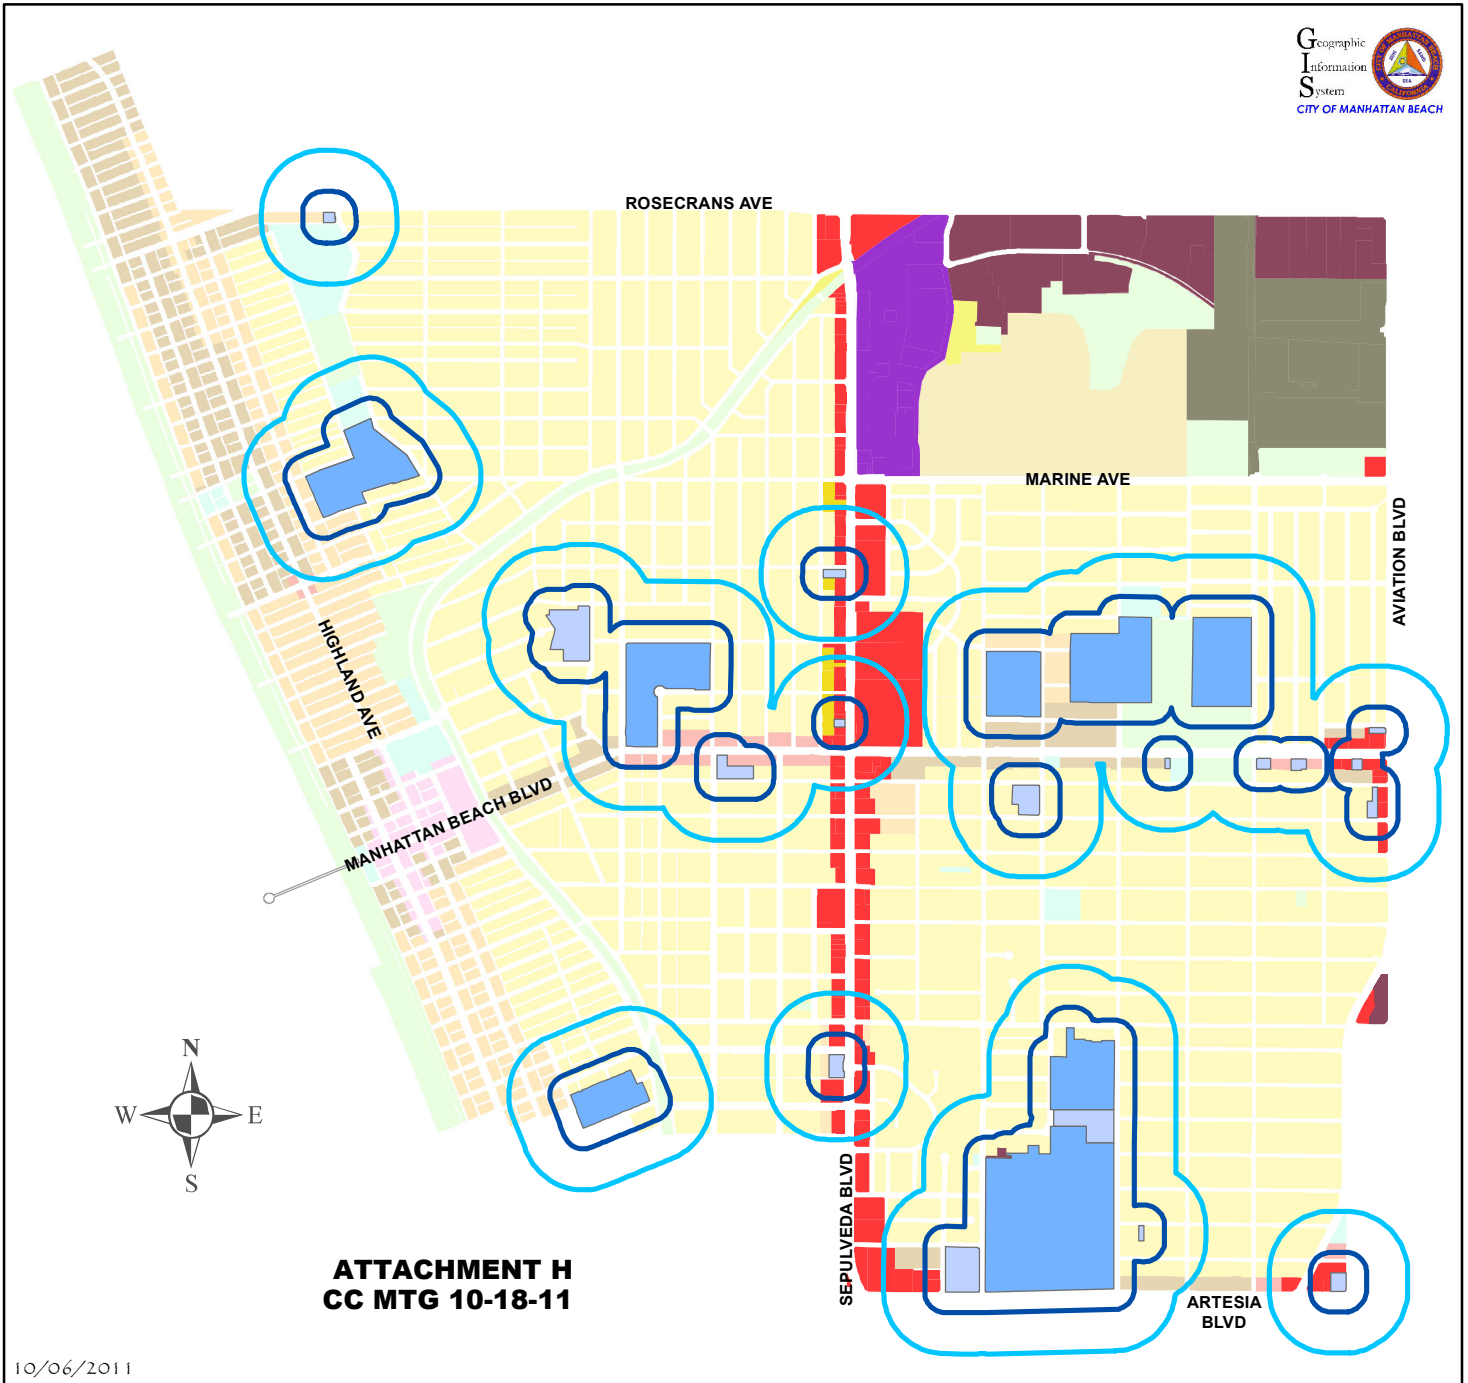 Geographic
Information
System
CITY OF MANHATTAN BEACH
ROSECRANS AVE
MARINE AVE
AVIATION BLVD
HIGHLAND AVE
MANHATTAN BEACH BLVD
N
W E
S
SEPULVEDA BLVD
ATTACHMENT H
CC MTG 10-18-11
ARTESIA
BLVD
10/06/2011